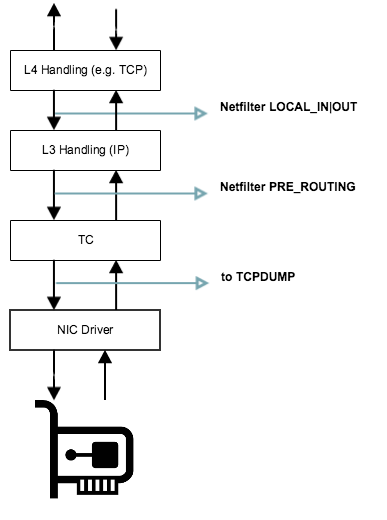 L4 Handling (e.g. TCP)
Netfilter LOCAL_IN|OUT
L3 Handling (IP)
Netfilter PRE_ROUTING
TC
to TCPDUMP
NIC Driver